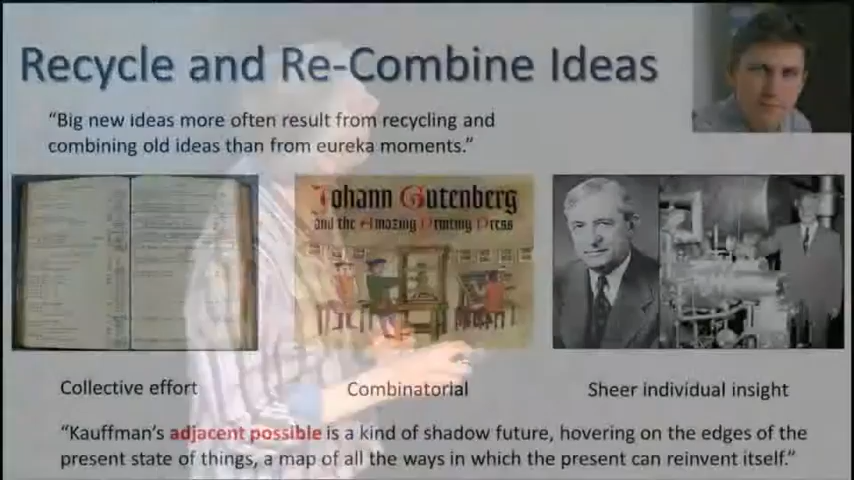 Recycle and Re-Combine Ideas
“Big new ideas more often result from recycling and
combining old ideas than from eureka moments.”
Johann Gutenberg
and the Amazing Printing Press
Collective effort
Combinatorial
Sheer individual insight
“Kauffman’s adjacent possible is a kind of shadow future, hovering on the edges of the
present state of things, a map of all the ways in which the present can reinvent itself.”